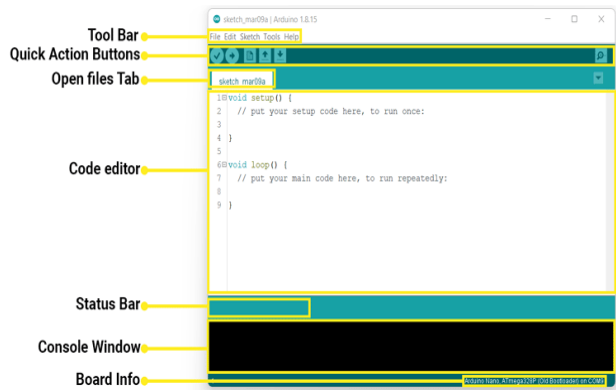 sketch_mar09a | Arduino 1.8.15
Tool Bar
File Edit Sketch Tools Help
Quick Action Buttons
Open files Tab
sketch_mar09a
1 void setup() {
2 // put your setup code here, to run once:
3
4 }
5
6 void loop() {
7 // put your main code here, to run repeatedly:
8
9 }
Code editor
Status Bar
Console Window
Board Info
Arduino Nano, ATmega328P (Old Bootloader) on